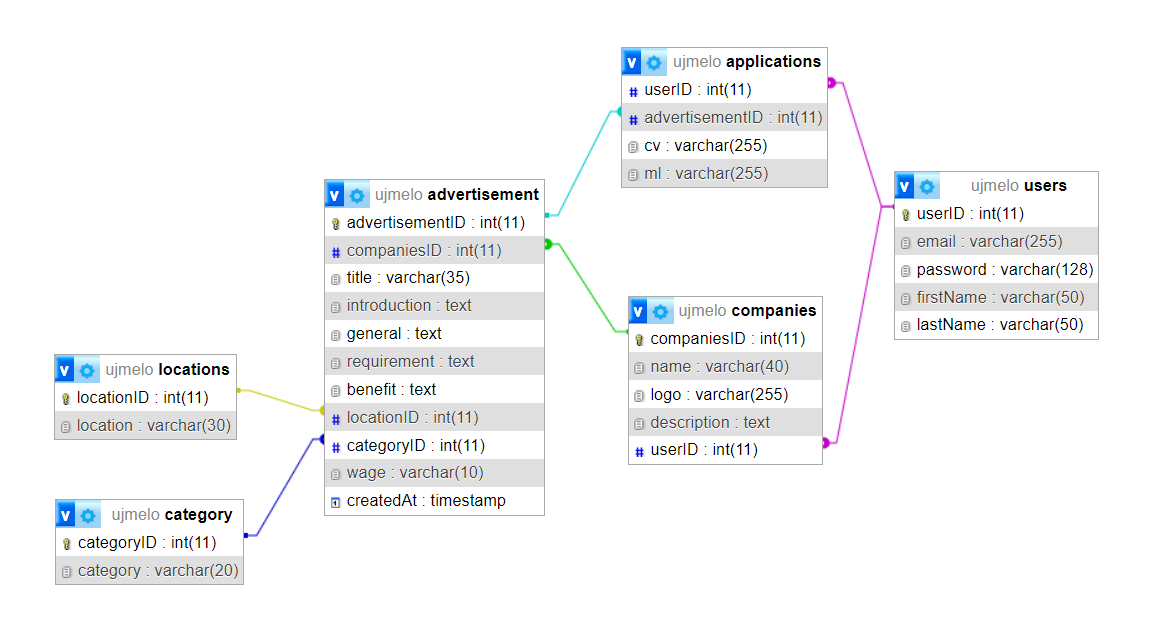 v ujmelo applications
# userID : int(11)
# advertisementID : int(11)
cv : varchar(255)
ml : varchar(255)
v ujmelo advertisement
advertisementID : int(11)
# companiesID : int(11)
title : varchar(35)
introduction : text
general : text
requirement : text
benefit : text
# locationID : int(11)
# categoryID : int(11)
wage : varchar(10)
createdAt : timestamp
v ujmelo users
userID : int(11)
email : varchar(255)
password : varchar(128)
firstName : varchar(50)
lastName : varchar(50)
v ujmelo companies
companiesID : int(11)
name : varchar(40)
logo : varchar(255)
description : text
# userID : int(11)
v ujmelo locations
locationID : int(11)
location : varchar(30)
v ujmelo category
categoryID : int(11)
category : varchar(20)